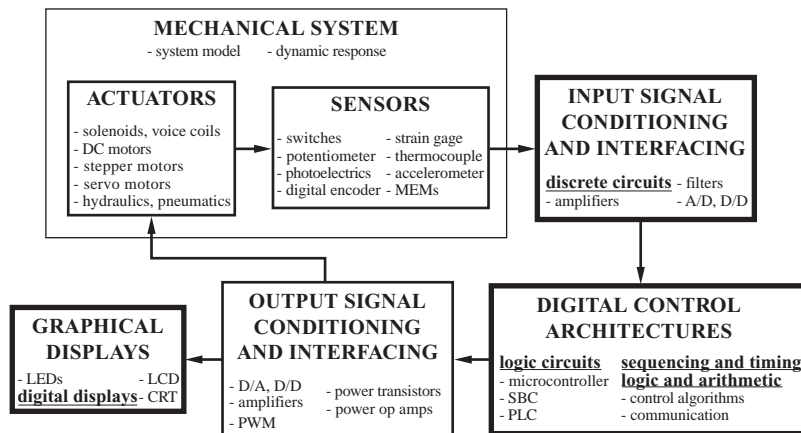 MECHANICAL SYSTEM
- system model - dynamic response
ACTUATORS
- solenoids, voice coils
- DC motors
- stepper motors
- servo motors
- hydraulics, pneumatics
SENSORS
- switches - strain gage
- potentiometer - thermocouple
- photoelectrics - accelerometer
- digital encoder - MEMs
INPUT SIGNAL
CONDITIONING
AND INTERFACING
discrete circuits - filters
- amplifiers - A/D, D/D
GRAPHICAL
DISPLAYS
- LEDs - LCD
digital displays - CRT
OUTPUT SIGNAL
CONDITIONING
AND INTERFACING
- D/A, D/D - power transistors
- amplifiers - power op amps
- PWM
DIGITAL CONTROL
ARCHITECTURES
logic circuits sequencing and timing
- microcontroller logic and arithmetic
- SBC - control algorithms
- PLC - communication